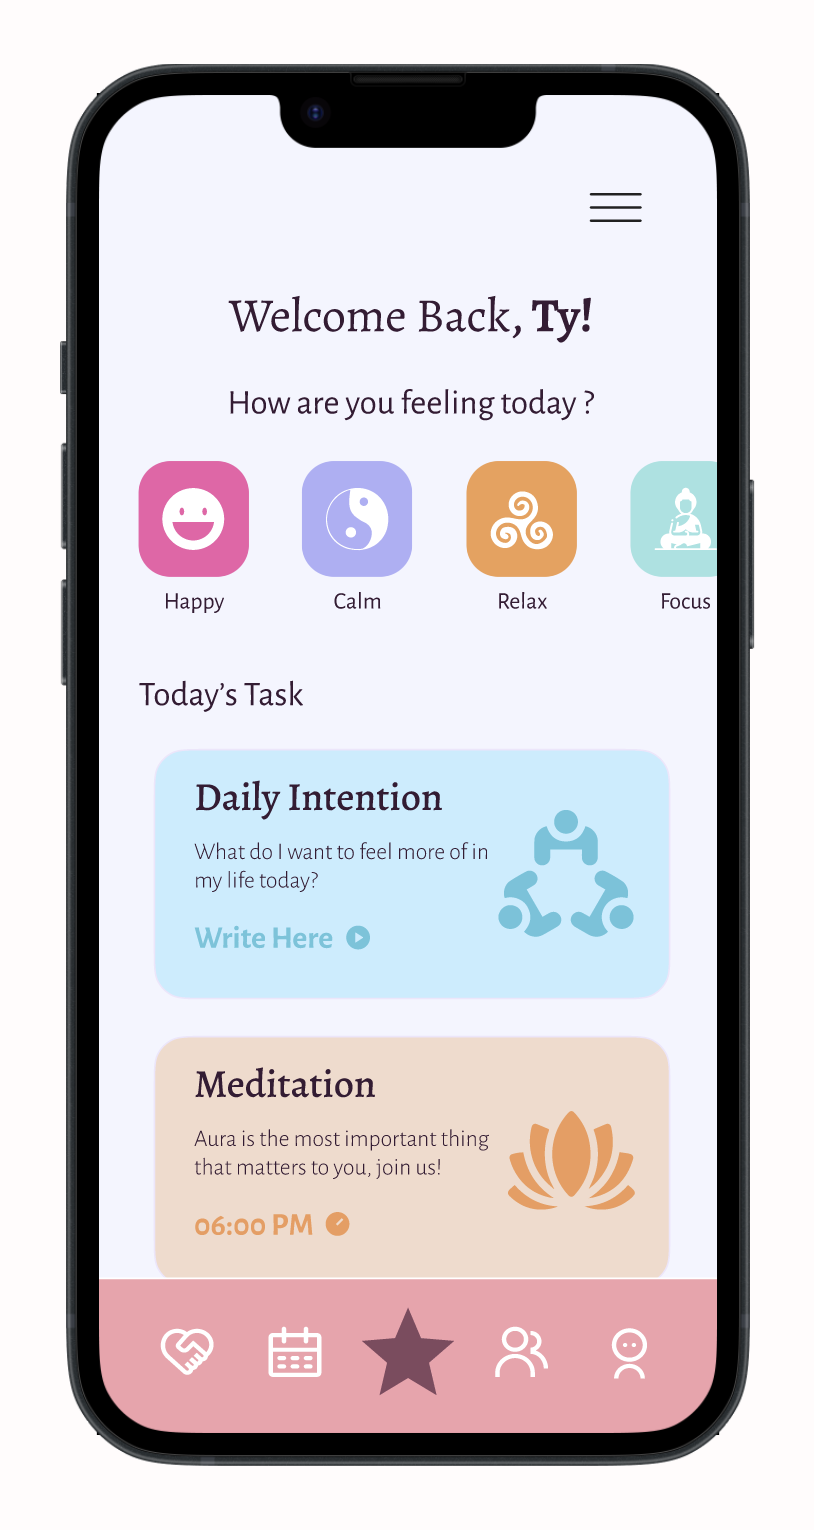 Welcome Back, Ty!
How are you feeling today ?
Happy
Calm
Relax
Focus
Today’s Task
Daily Intention
What do I want to feel more of in
my life today?
Write Here
Meditation
Aura is the most important thing
that matters to you, join us!
06:00 PM